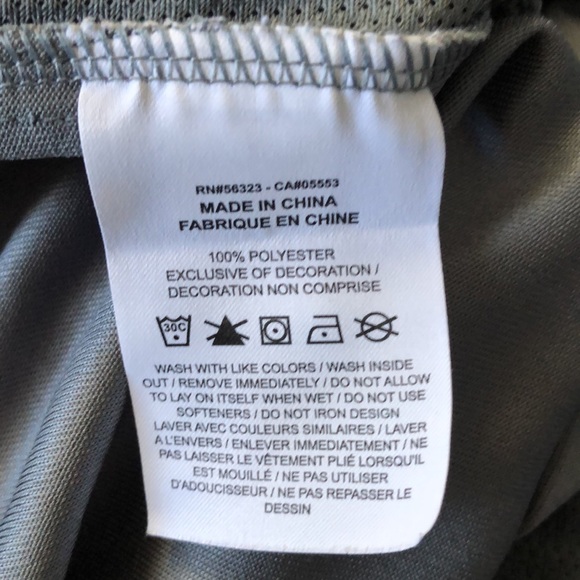 RN#56323 - CA#05553
MADE IN CHINA
FABRIQUE EN CHINE
100% POLYESTER
EXCLUSIVE OF DECORATION /
DECORATION NON COMPRISE
30C
WASH WITH LIKE COLORS / WASH INSIDE
OUT / REMOVE IMMEDIATELY / DO NOT ALLOW
TO LAY ON ITSELF WHEN WET / DO NOT USE
SOFTENERS / DO NOT IRON DESIGN
LAVER AVEC COULEURS SIMILAIRES / LAVER
A L'ENVERS / ENLEVER IMMEDIATEMENT / NE
PAS LAISSER LE VÊTEMENT PLIÉ LORSQU'IL
EST MOUILLÉ / NE PAS UTILISER
D'ADOUCISSEUR / NE PAS REPASSER LE
DESSIN